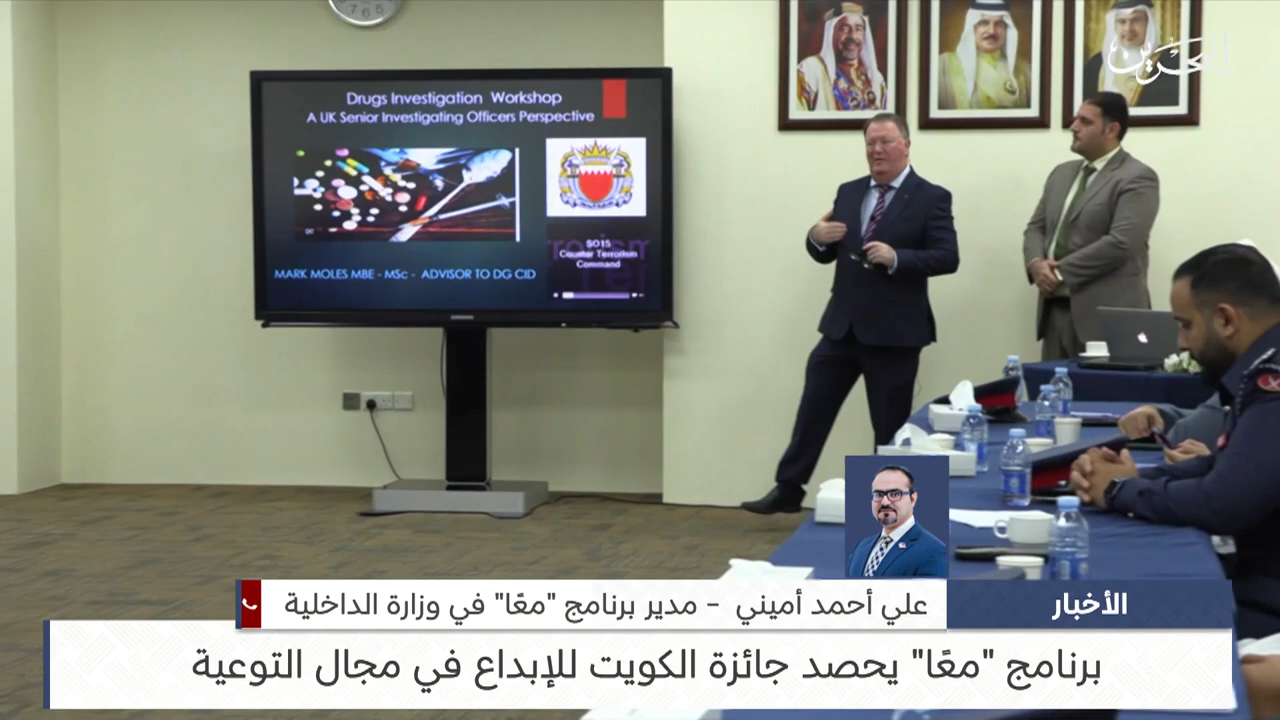 البحرين
Drugs Investigation Workshop
A UK Senior Investigating Officers Perspective
SO15
Counter Terrorism
Command
MARK MOLES MBE - MSc - ADVISOR TO DG CID
SAMSUNG
الأخبار
علي أحمد أميني - مدير برنامج "معًا" في وزارة الداخلية
برنامج "معًا" يحصد جائزة الكويت للإبداع في مجال التوعية